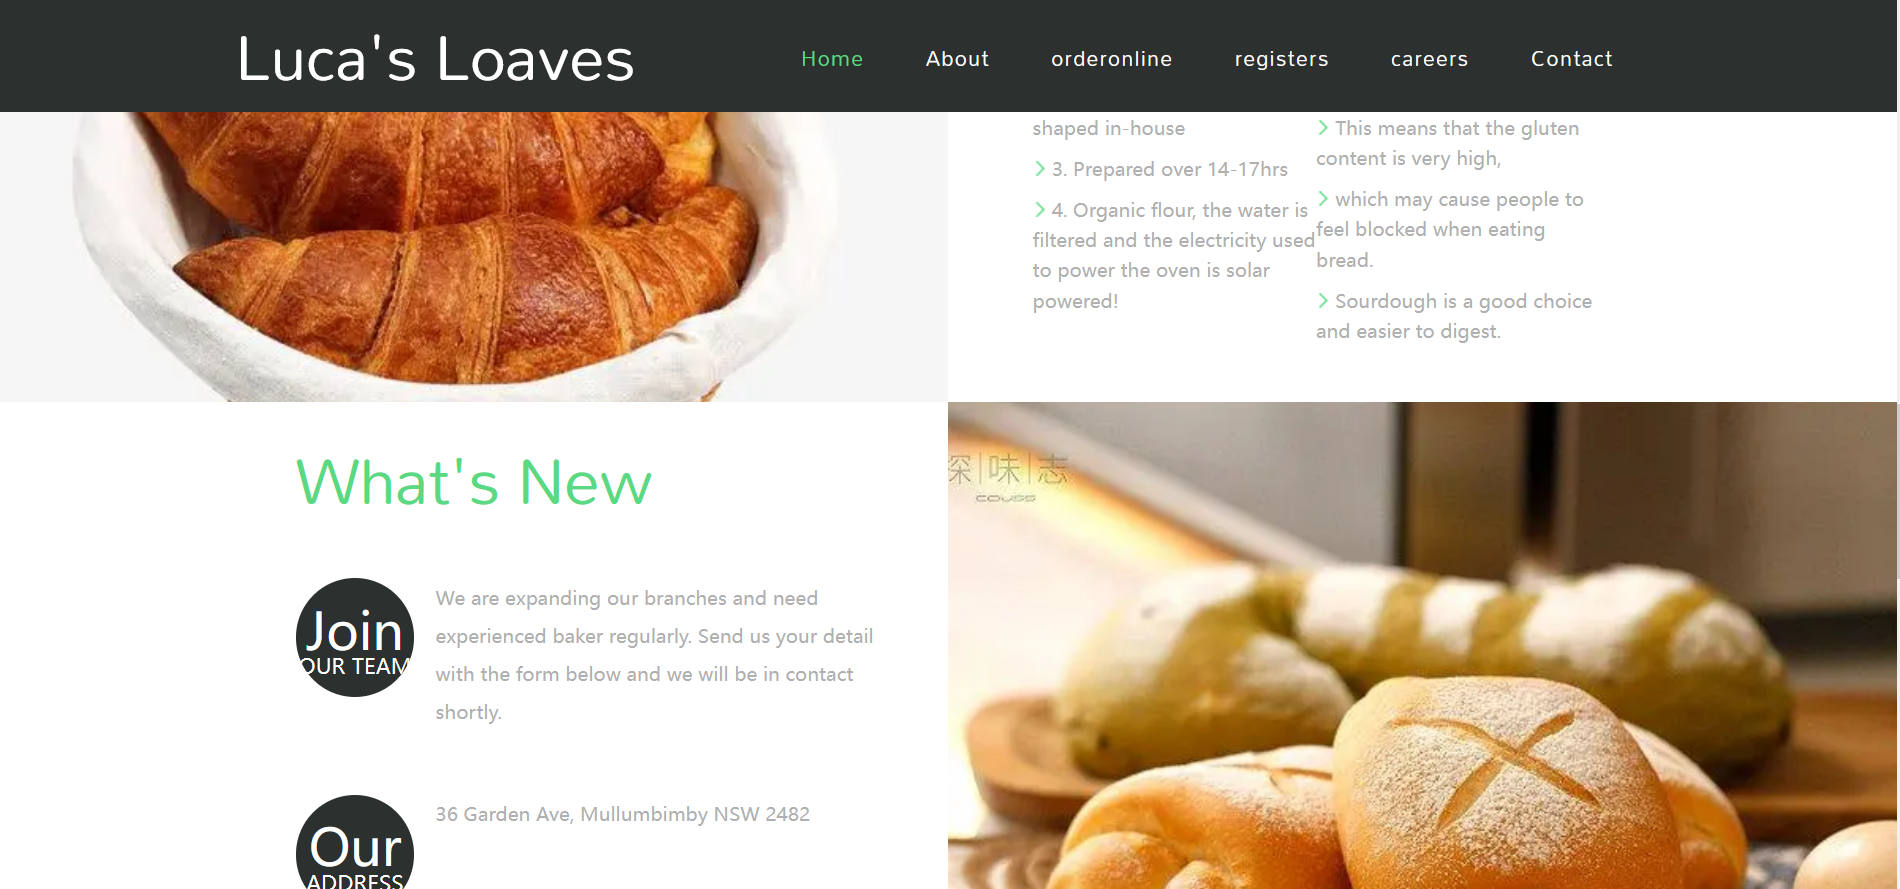 Luca's Loaves
Home About orderonline registers careers Contact
shaped in-house
3. Prepared over 14-17hrs
4. Organic flour, the water is
filtered and the electricity used
to power the oven is solar
powered!
This means that the gluten
content is very high,
which may cause people to
feel blocked when eating
bread.
Sourdough is a good choice
and easier to digest.
What's New
Join
OUR TEAM
We are expanding our branches and need
experienced baker regularly. Send us your detail
with the form below and we will be in contact
shortly.
Our
ADDRESS
36 Garden Ave, Mullumbimby NSW 2482
深|味|志
couss